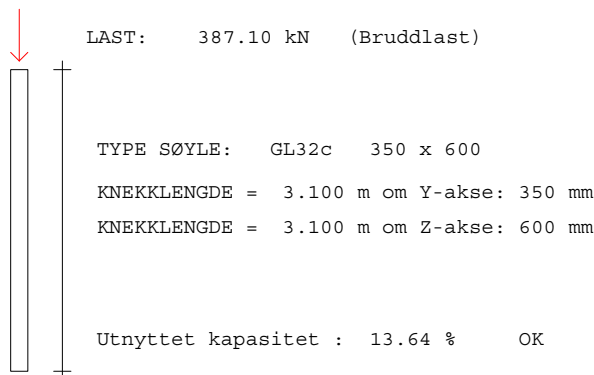 LAST: 387.10 kN (Bruddlast)
TYPE SØYLE: GL32c 350 x 600
KNEKKLENGDE = 3.100 m om Y-akse: 350 mm
KNEKKLENGDE = 3.100 m om Z-akse: 600 mm
Utnyttet kapasitet : 13.64 % OK